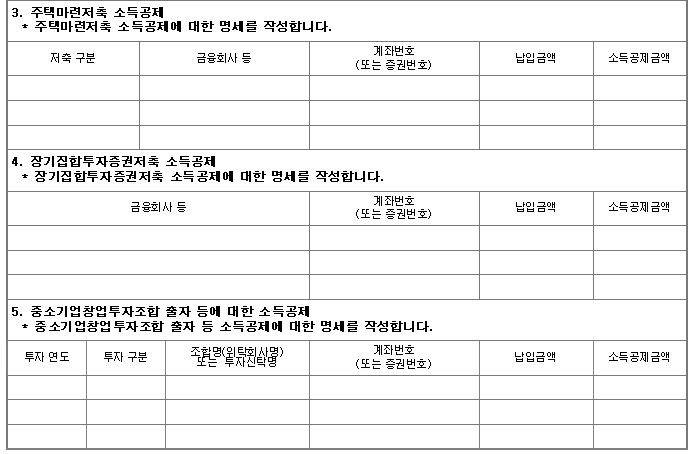 3. 주택마련저축 소득공제
* 주택마련저축 소득공제에 대한 명세를 작성합니다.
저축 구분 금융회사 등 계좌번호 (또는 증권번호) 납입금액 소득공제금액
4. 장기집합투자증권저축 소득공제
* 장기집합투자증권저축 소득공제에 대한 명세를 작성합니다.
금융회사 등 계좌번호 (또는 증권번호) 납입금액 소득공제금액
5. 중소기업창업투자조합 출자 등에 대한 소득공제
* 중소기업창업투자조합 출자 등 소득공제에 대한 명세를 작성합니다.
투자 연도 투자 구분 조합명(위탁회사명) 또는 투자신탁명 계좌번호 (또는 증권번호) 납입금액 소득공제금액